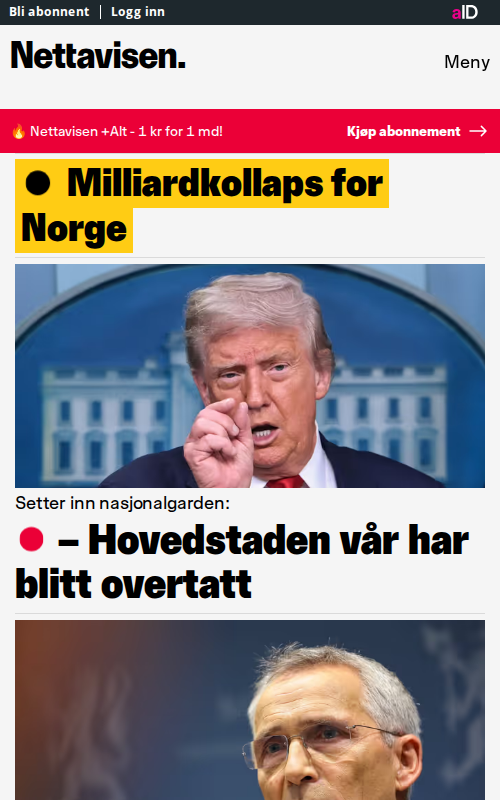 Bli abonnent | Logg inn
aID
Nettavisen.
Meny
🔥 Nettavisen +Alt - 1 kr for 1 md!
Kjøp abonnement →
Milliardkollaps for
Norge
Setter inn nasjonalgarden:
– Hovedstaden vår har
blitt overtatt